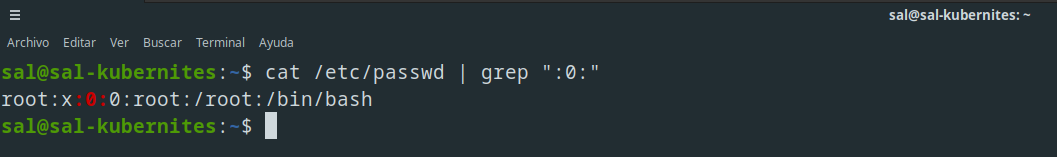 sal@sal-kubernites: ~
Archivo Editar Ver Buscar Terminal Ayuda
sal@sal-kubernites:~$ cat /etc/passwd | grep ":0:"
root:x:0:0:root:/root:/bin/bash
sal@sal-kubernites:~$